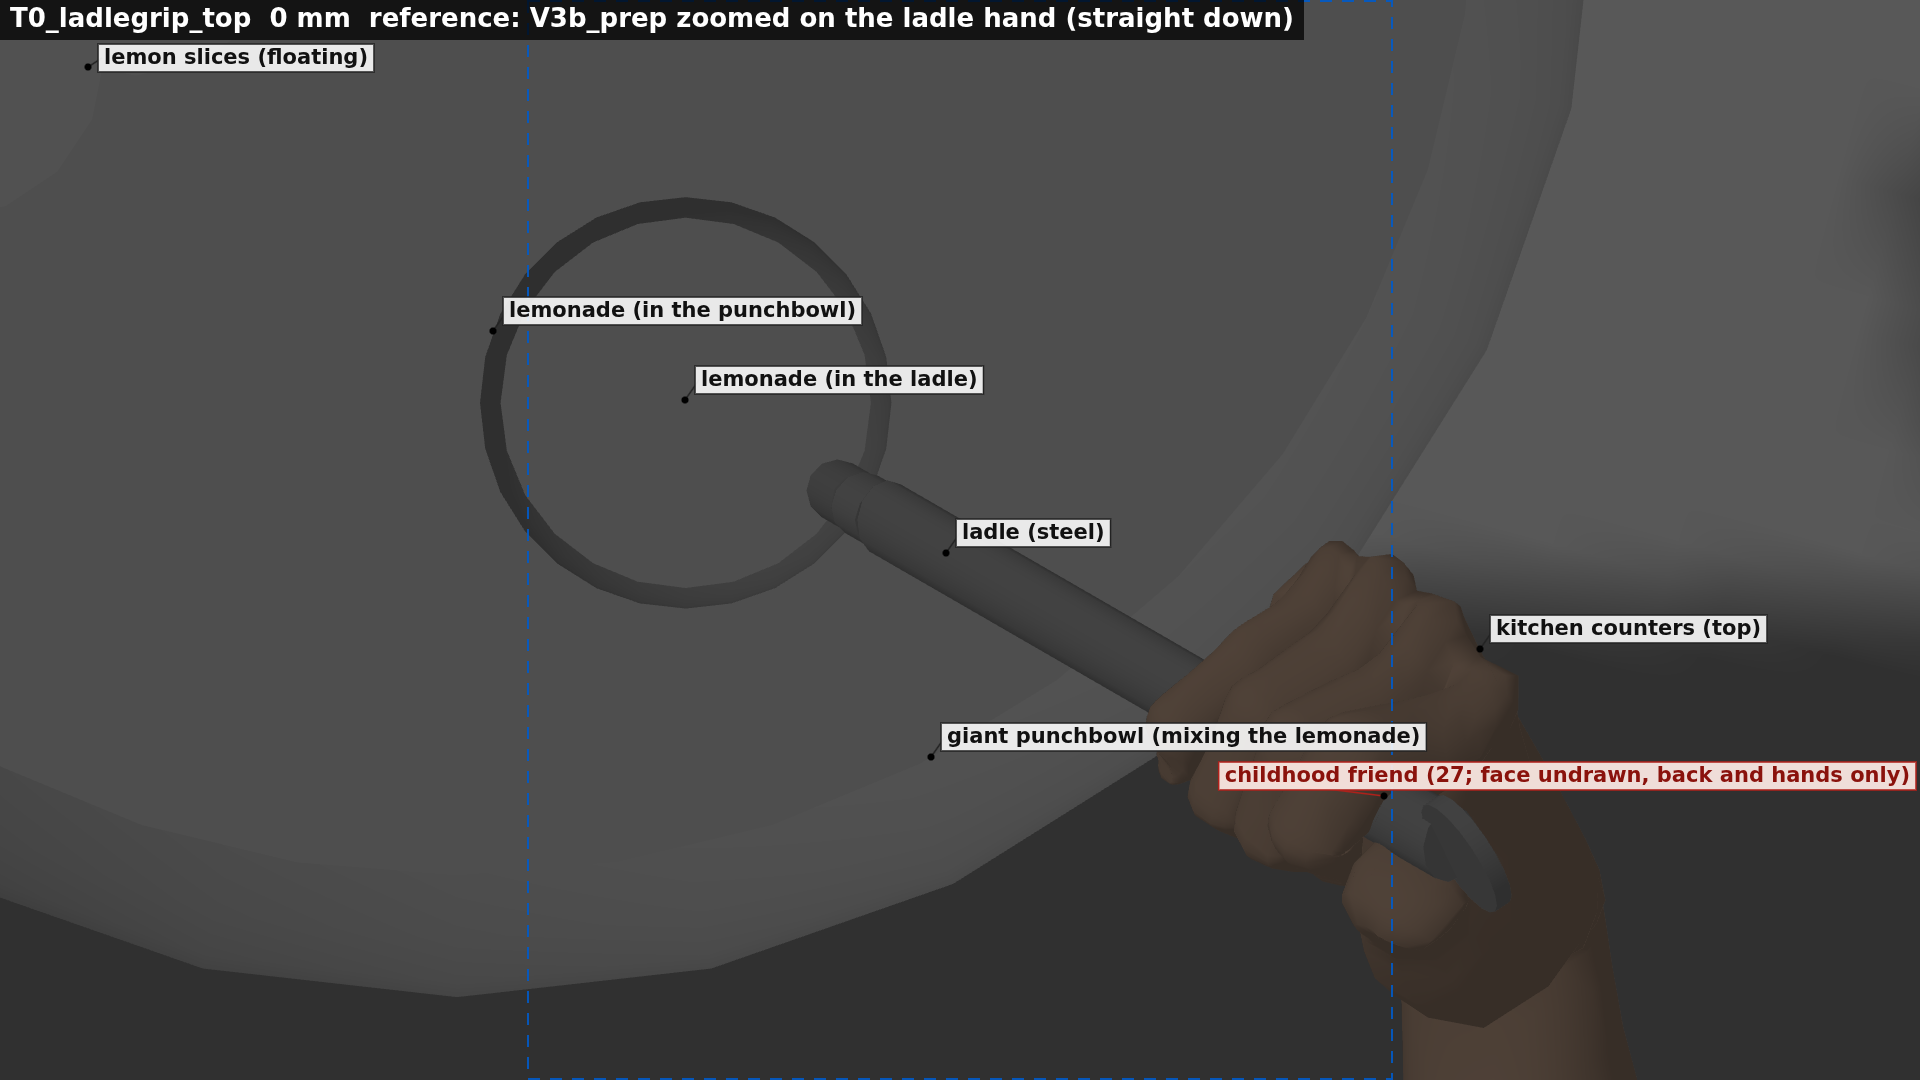 T0_ladlegrip_top  0 mm  reference: V3b_prep zoomed on the ladle hand (straight down)
lemon slices (floating)
lemonade (in the punchbowl)
lemonade (in the ladle)
ladle (steel)
kitchen counters (top)
giant punchbowl (mixing the lemonade)
childhood friend (27; face undrawn, back and hands only)